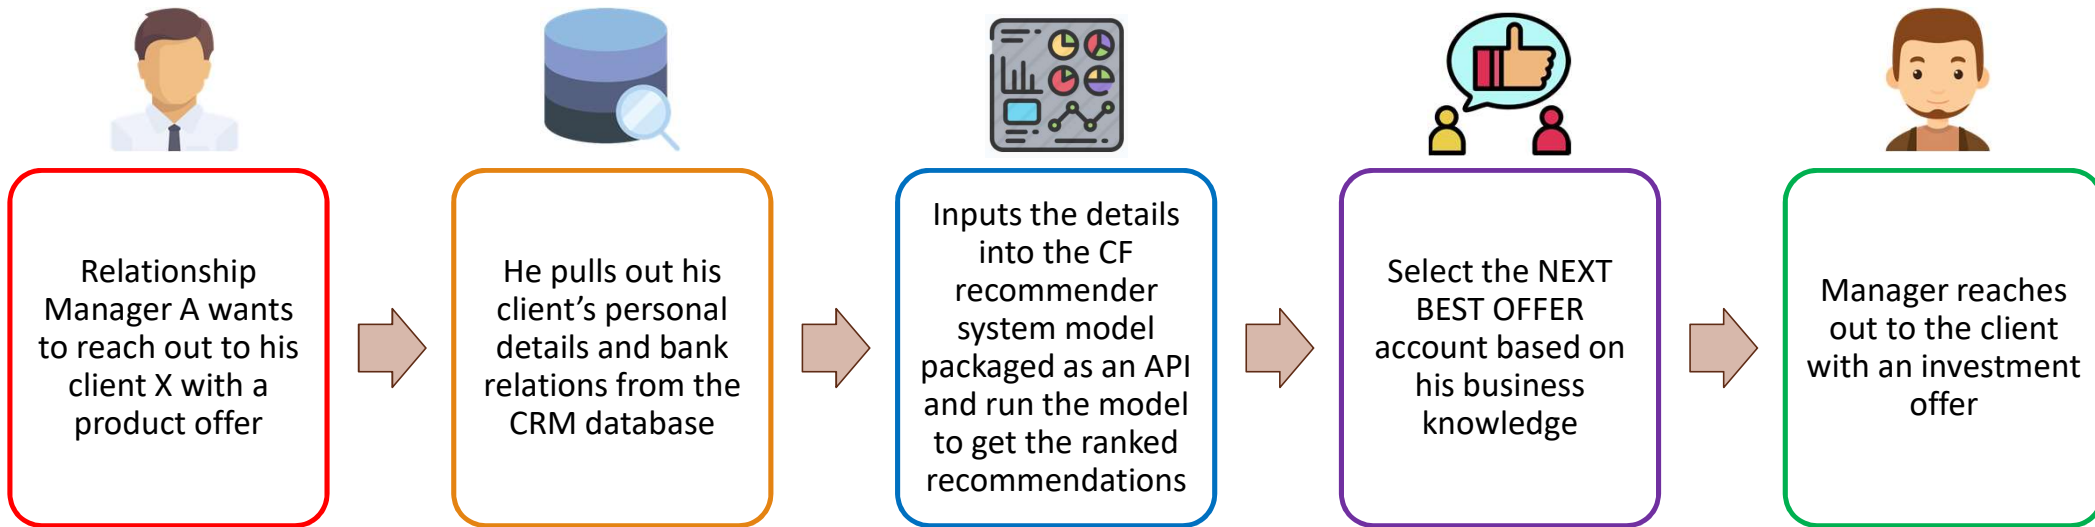 Relationship
Manager A wants
to reach out to his
client X with a
product offer
He pulls out his
client’s personal
details and bank
relations from the
CRM database
Inputs the details
into the CF
recommender
system model
packaged as an API
and run the model
to get the ranked
recommendations
Select the NEXT
BEST OFFER
account based on
his business
knowledge
Manager reaches
out to the client
with an investment
offer